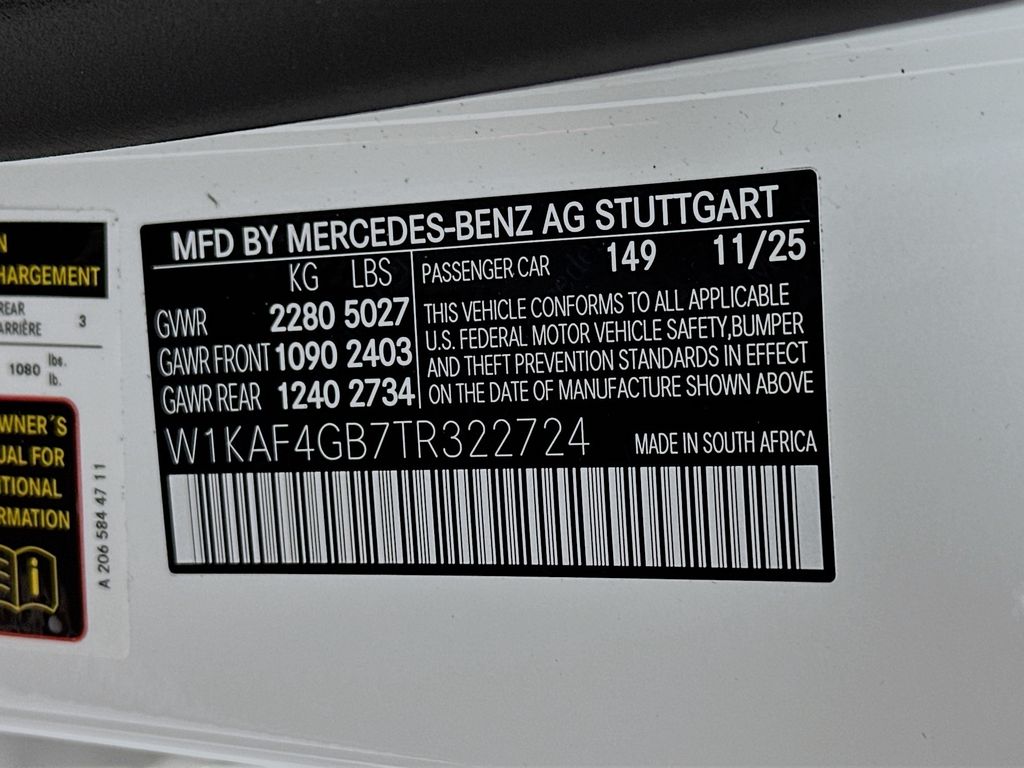 N
HARGEMENT
REAR
ARRIÈRE 3
1080 lbs.
lb.
WNER´S
UAL FOR
ITIONAL
RMATION
A 206 584 47 11
MFD BY MERCEDES-BENZ AG STUTTGART
KG LBS
GVWR 2280 5027
GAWR FRONT 1090 2403
GAWR REAR 1240 2734
PASSENGER CAR 149 11/25
THIS VEHICLE CONFORMS TO ALL APPLICABLE
U.S. FEDERAL MOTOR VEHICLE SAFETY,BUMPER
AND THEFT PREVENTION STANDARDS IN EFFECT
ON THE DATE OF MANUFACTURE SHOWN ABOVE
W1KAF4GB7TR322724 MADE IN SOUTH AFRICA